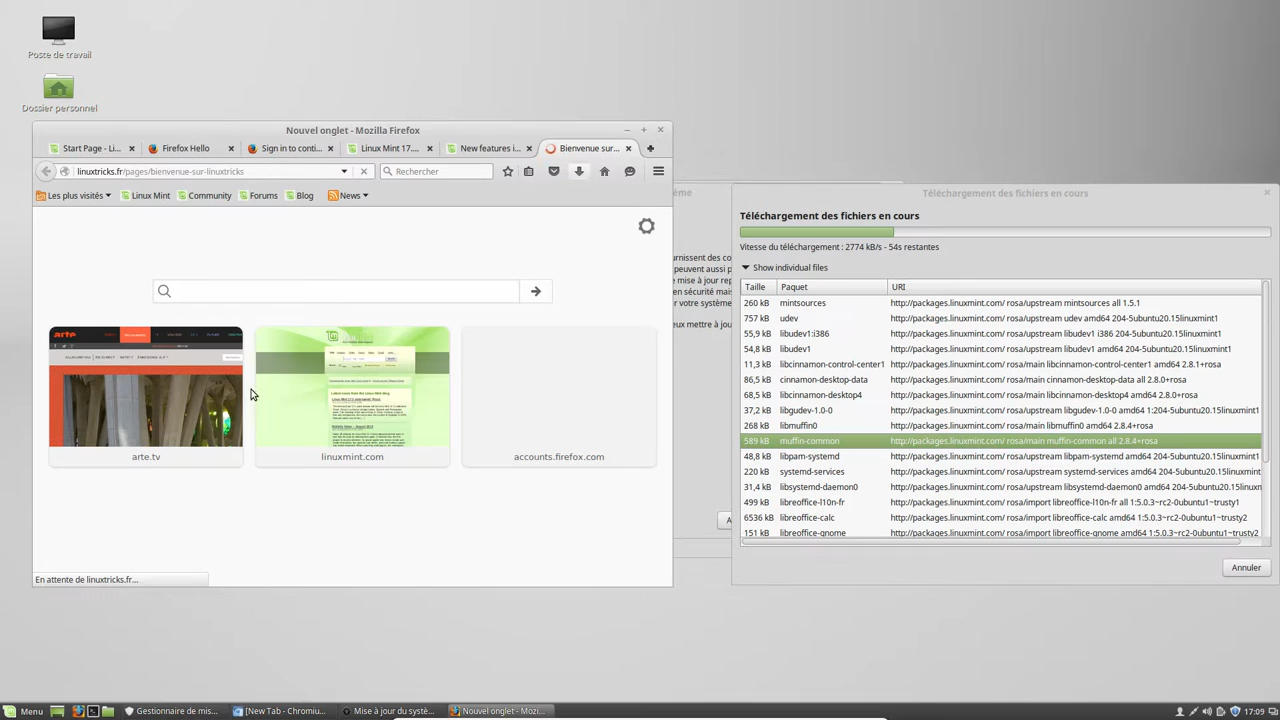 Poste de travail
Dossier personnel
Nouvel onglet - Mozilla Firefox
Start Page - Li...
Firefox Hello
Sign in to conti...
Linux Mint 17....
New features i...
Bienvenue sur...
linuxtricks.fr/pages/bienvenue-sur-linuxtricks
Rechercher
Les plus visités
Linux Mint
Community
Forums
Blog
News
arte.tv
linuxmint.com
accounts.firefox.com
En attente de linuxtricks.fr...
ème
urnissent des co
peuvent aussi p
e mise à jour rep
en sécurité mais
r votre système
eux mettre à jou
A
Téléchargement des fichiers en cours
Téléchargement des fichiers en cours
Vitesse du téléchargement : 2774 kB/s - 54s restantes
Show individual files
Taille Paquet URI
260 kB mintsources http://packages.linuxmint.com/ rosa/upstream mintsources all 1.5.1
757 kB udev http://packages.linuxmint.com/ rosa/upstream udev amd64 204-5ubuntu20.15linuxmint1
55,9 kB libudev1:i386 http://packages.linuxmint.com/ rosa/upstream libudev1 i386 204-5ubuntu20.15linuxmint1
54,8 kB libudev1 http://packages.linuxmint.com/ rosa/upstream libudev1 amd64 204-5ubuntu20.15linuxmint1
11,3 kB libcinnamon-control-center1 http://packages.linuxmint.com/ rosa/main libcinnamon-control-center1 amd64 2.8.1+rosa
86,5 kB cinnamon-desktop-data http://packages.linuxmint.com/ rosa/main cinnamon-desktop-data all 2.8.0+rosa
68,5 kB libcinnamon-desktop4 http://packages.linuxmint.com/ rosa/main libcinnamon-desktop4 amd64 2.8.0+rosa
37,2 kB libgudev-1.0-0 http://packages.linuxmint.com/ rosa/upstream libgudev-1.0-0 amd64 1:204-5ubuntu20.15linuxmint1
268 kB libmuffin0 http://packages.linuxmint.com/ rosa/main libmuffin0 amd64 2.8.4+rosa
589 kB muffin-common http://packages.linuxmint.com/ rosa/main muffin-common all 2.8.4+rosa
48,8 kB libpam-systemd http://packages.linuxmint.com/ rosa/upstream libpam-systemd amd64 204-5ubuntu20.15linuxmint
220 kB systemd-services http://packages.linuxmint.com/ rosa/upstream systemd-services amd64 204-5ubuntu20.15linuxm
31,4 kB libsystemd-daemon0 http://packages.linuxmint.com/ rosa/upstream libsystemd-daemon0 amd64 204-5ubuntu20.15linux
499 kB libreoffice-l10n-fr http://packages.linuxmint.com/ rosa/import libreoffice-l10n-fr all 1:5.0.3~rc2-0ubuntu1~trusty1
6536 kB libreoffice-calc http://packages.linuxmint.com/ rosa/import libreoffice-calc amd64 1:5.0.3~rc2-0ubuntu1~trusty2
151 kB libreoffice-gnome http://packages.linuxmint.com/ rosa/import libreoffice-gnome amd64 1:5.0.3~rc2-0ubuntu1~trusty2
Annuler
Menu
Gestionnaire de mis...
[New Tab - Chromiu...
Mise à jour du systè...
Nouvel onglet - Mozi...
17:09